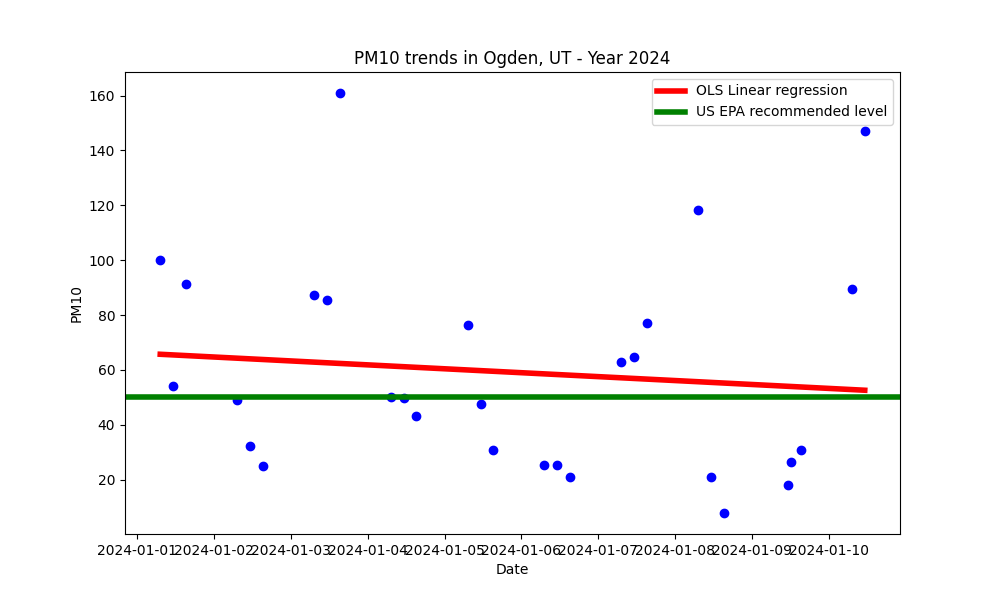 PM10 trends in Ogden, UT - Year 2024
OLS Linear regression
US EPA recommended level
160
140
120
100
80
60
40
20
PM10
2024-01-01 2024-01-02 2024-01-03 2024-01-04 2024-01-05 2024-01-06 2024-01-07 2024-01-08 2024-01-09 2024-01-10
Date